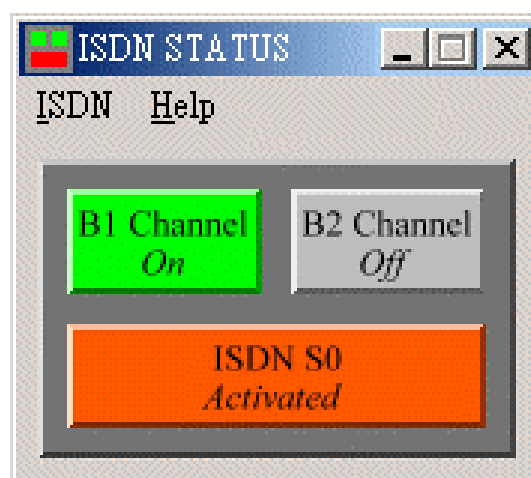 ISDN STATUS
ISDN Help
B1 Channel B2 Channel
On Off
ISDN S0
Activated